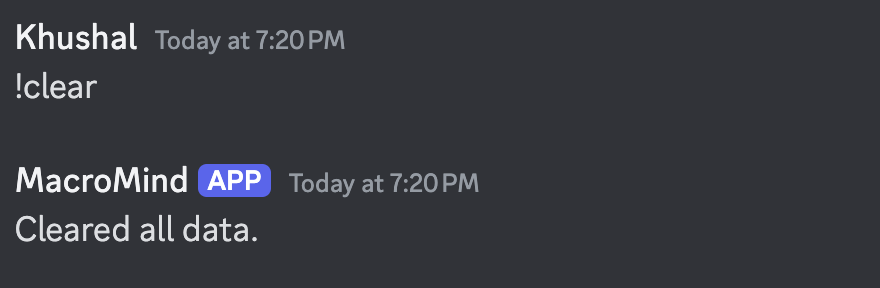 Khushal Today at 7:20 PM
!clear
MacroMind APP Today at 7:20 PM
Cleared all data.